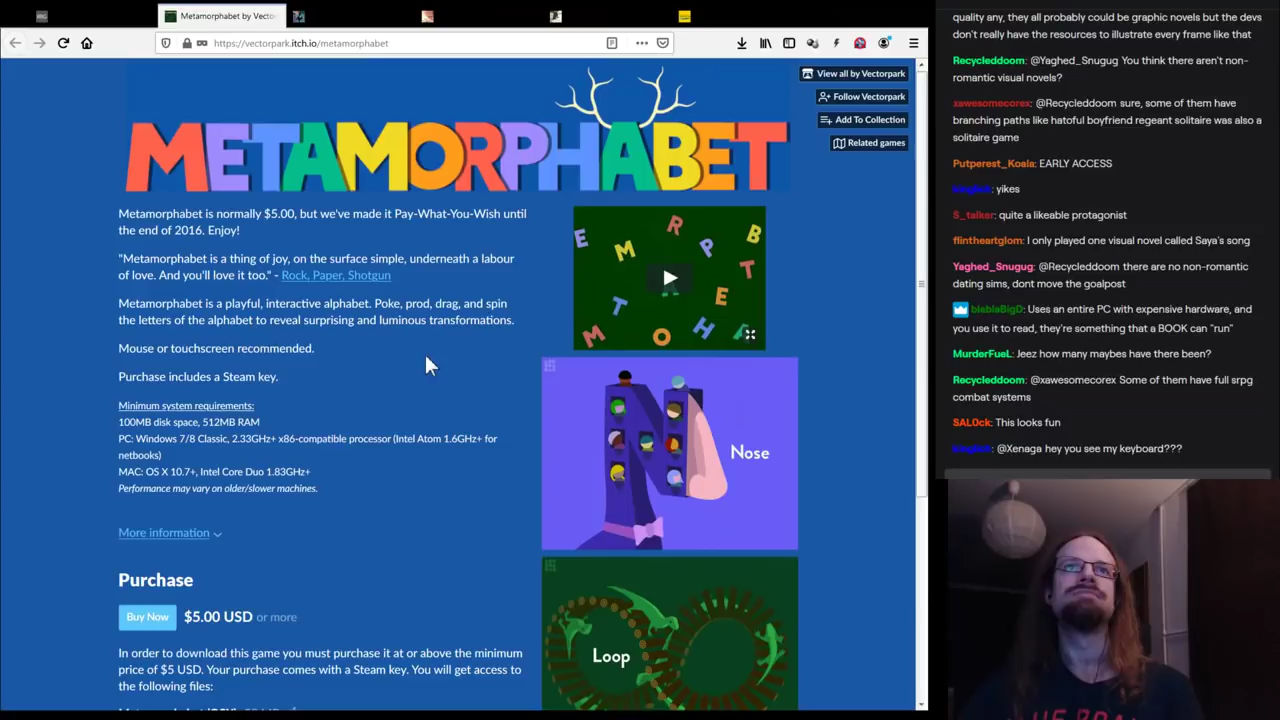 Metamorphabet by Vecto
https://vectorpark.itch.io/metamorphabet
View all by Vectorpark
Follow Vectorpark
Add To Collection
Related games
METAMORPHABET
Metamorphabet is normally $5.00, but we've made it Pay-What-You-Wish until
the end of 2016. Enjoy!
"Metamorphabet is a thing of joy, on the surface simple, underneath a labour
of love. And you'll love it too." - Rock, Paper, Shotgun
Metamorphabet is a playful, interactive alphabet. Poke, prod, drag, and spin
the letters of the alphabet to reveal surprising and luminous transformations.
Mouse or touchscreen recommended.
Purchase includes a Steam key.
Minimum system requirements:
100MB disk space, 512MB RAM
PC: Windows 7/8 Classic, 2.33GHz+ x86-compatible processor (Intel Atom 1.6GHz+ for
netbooks)
MAC: OS X 10.7+, Intel Core Duo 1.83GHz+
Performance may vary on older/slower machines.
More information
Purchase
Buy Now $5.00 USD or more
In order to download this game you must purchase it at or above the minimum
price of $5 USD. Your purchase comes with a Steam key. You will get access to
the following files:
E M R P B
T T E
M O H A
N
Nose
Loop
quality any, they all probably could be graphic novels but the devs
don't really have the resources to illustrate every frame like that
Recycleddoom: @Yaghed_Snugug You think there aren't non-
romantic visual novels?
xawesomecorex: @Recycleddoom sure, some of them have
branching paths like hatoful boyfriend regeant solitaire was also a
solitaire game
Putperest_Koala: EARLY ACCESS
: yikes
S_talker: quite a likeable protagonist
flintheartglom: I only played one visual novel called Saya's song
Yaghed_Snugug: @Recycleddoom there are no non-romantic
dating sims, dont move the goalpost
blablaBigD: Uses an entire PC with expensive hardware, and
you use it to read, they're something that a BOOK can "run"
MurderFueL: Jeez how many maybes have there been?
Recycleddoom: @xawesomecorex Some of them have full srpg
combat systems
SAL0ck: This looks fun
: @Xenaga hey you see my keyboard???